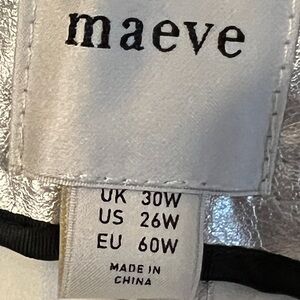 maeve
UK 30W
US 26W
EU 60W
MADE IN
CHINA